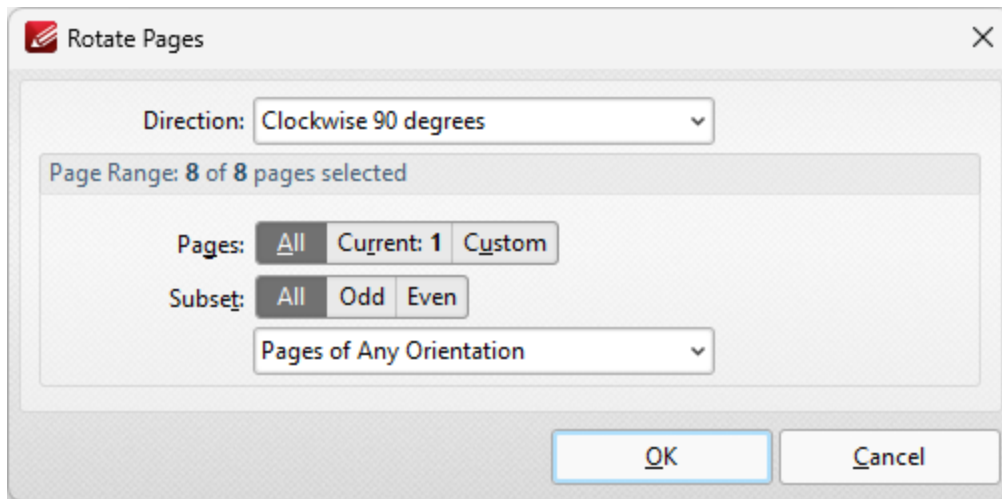 Rotate Pages
Direction: Clockwise 90 degrees
Page Range: 8 of 8 pages selected
Pages: All Current: 1 Custom
Subset: All Odd Even
Pages of Any Orientation
OK Cancel